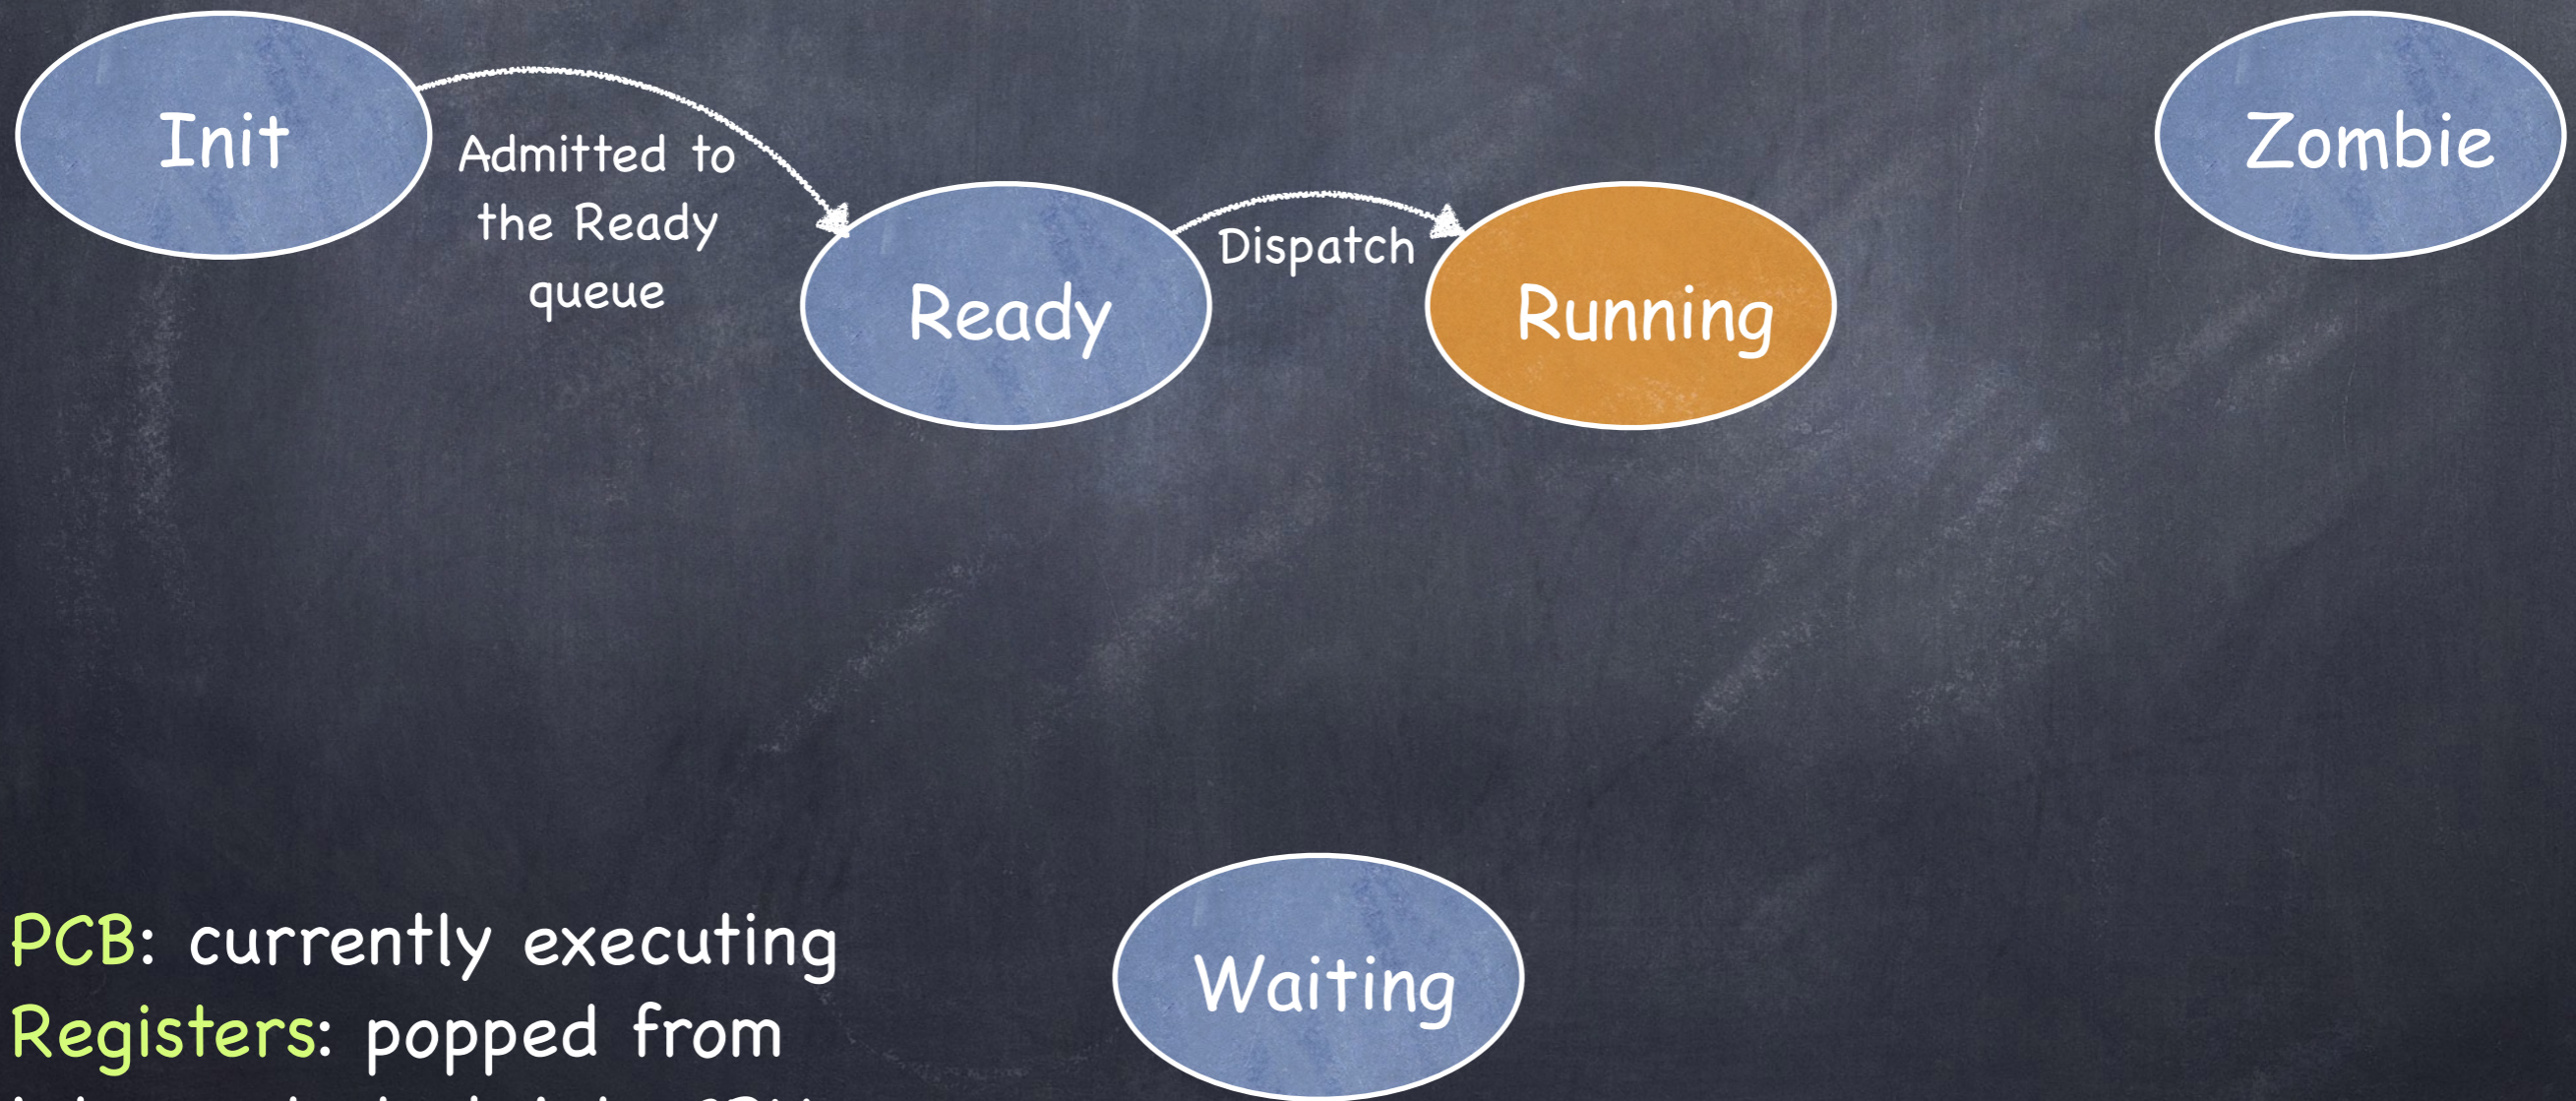 Init
Admitted to
the Ready
queue
Ready
Dispatch
Running
Zombie
Waiting
PCB: currently executing
Registers: popped from